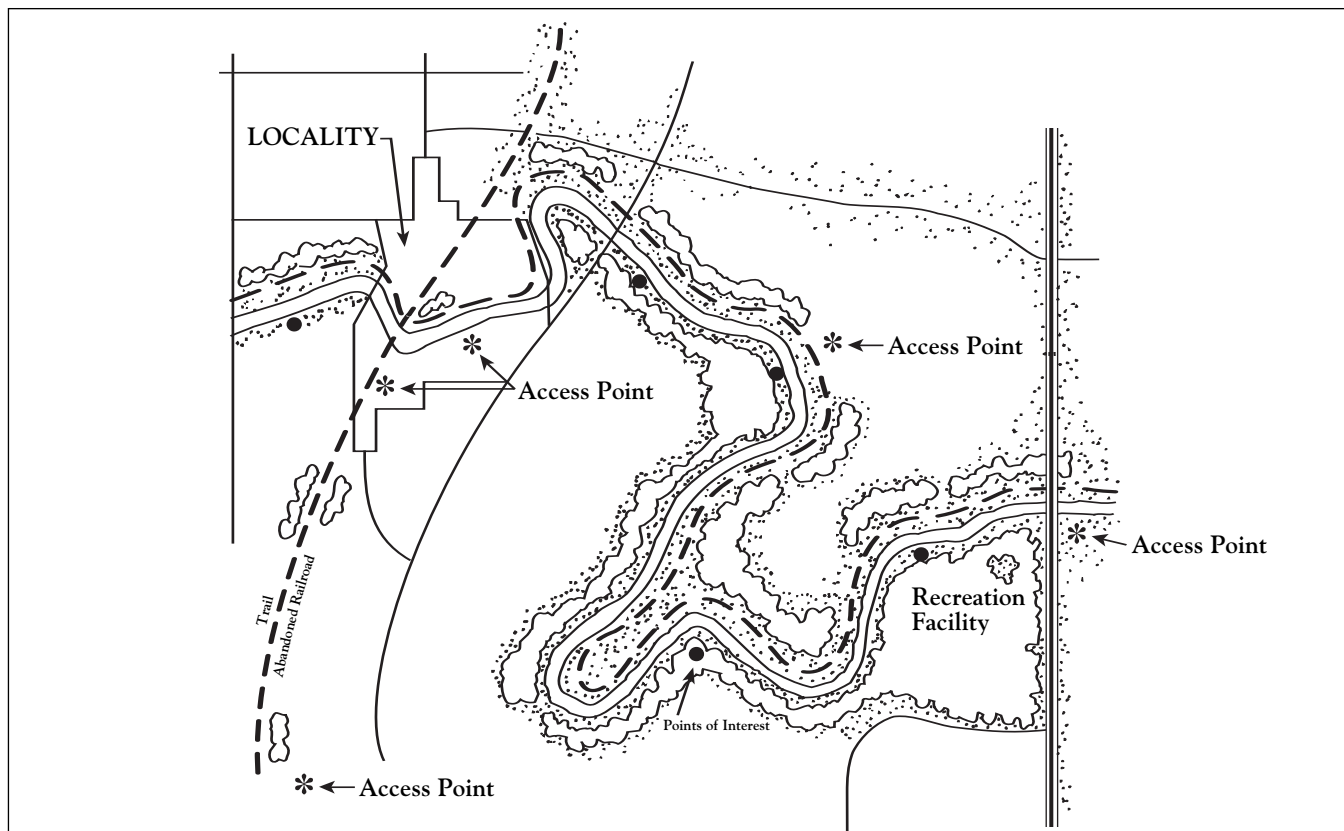 LOCALITY
Access Point
Access Point
Access Point
Recreation
Facility
Trail
Abandoned Railroad
Points of Interest
Access Point